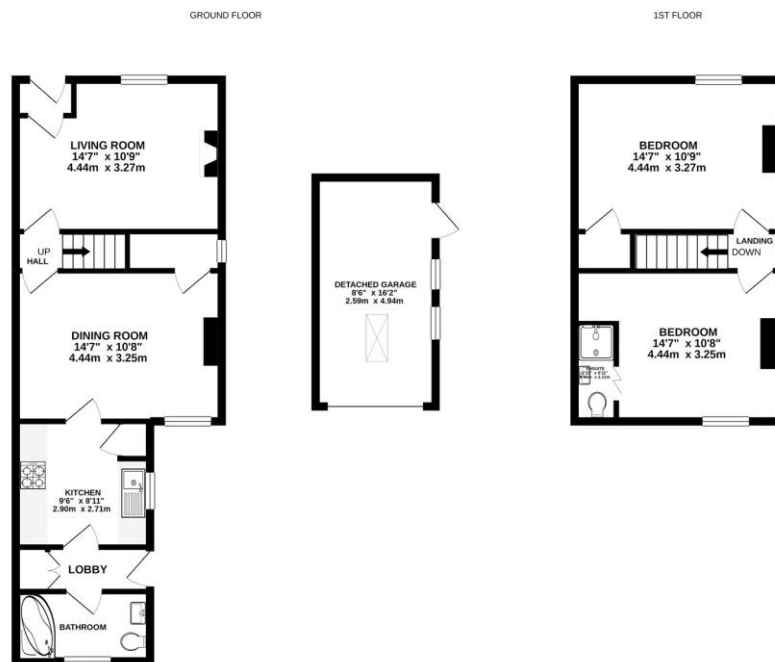 GROUND FLOOR
1ST FLOOR
LIVING ROOM
14'7" x 10'9"
4.44m x 3.27m
UP
HALL
DINING ROOM
14'7" x 10'8"
4.44m x 3.25m
KITCHEN
9'6" x 8'11"
2.90m x 2.71m
LOBBY
BATHROOM
DETACHED GARAGE
8'6" x 16'2"
2.59m x 4.94m
BEDROOM
14'7" x 10'9"
4.44m x 3.27m
LANDING
DOWN
BEDROOM
14'7" x 10'8"
4.44m x 3.25m
ENSUITE